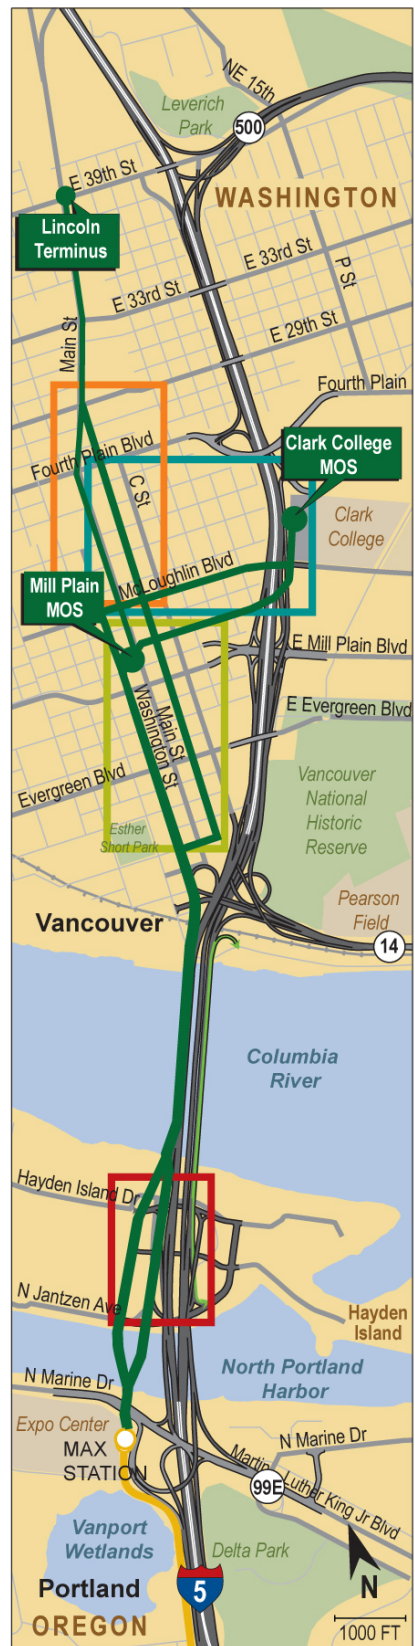 NE 15th
Leverich
Park
500
E 39th St
WASHINGTON
Lincoln
Terminus
E 33rd St
E 33rd St
P St
Main St
E 29th St
Fourth Plain
Fourth Plain Blvd
Clark College
MOS
C St
Clark
College
McLoughlin Blvd
Mill Plain
MOS
E Mill Plain Blvd
Main St
Washington St
E Evergreen Blvd
Evergreen Blvd
Vancouver
National
Historic
Reserve
Esther
Short Park
Pearson
Field
Vancouver
14
Columbia
River
Hayden Island Dr
N Jantzen Ave
Hayden
Island
North Portland
Harbor
N Marine Dr
Expo Center
MAX
STATION
N Marine Dr
Martin Luther King Jr Blvd
99E
Vanport
Wetlands
Delta Park
5
N
Portland
OREGON
1000 FT